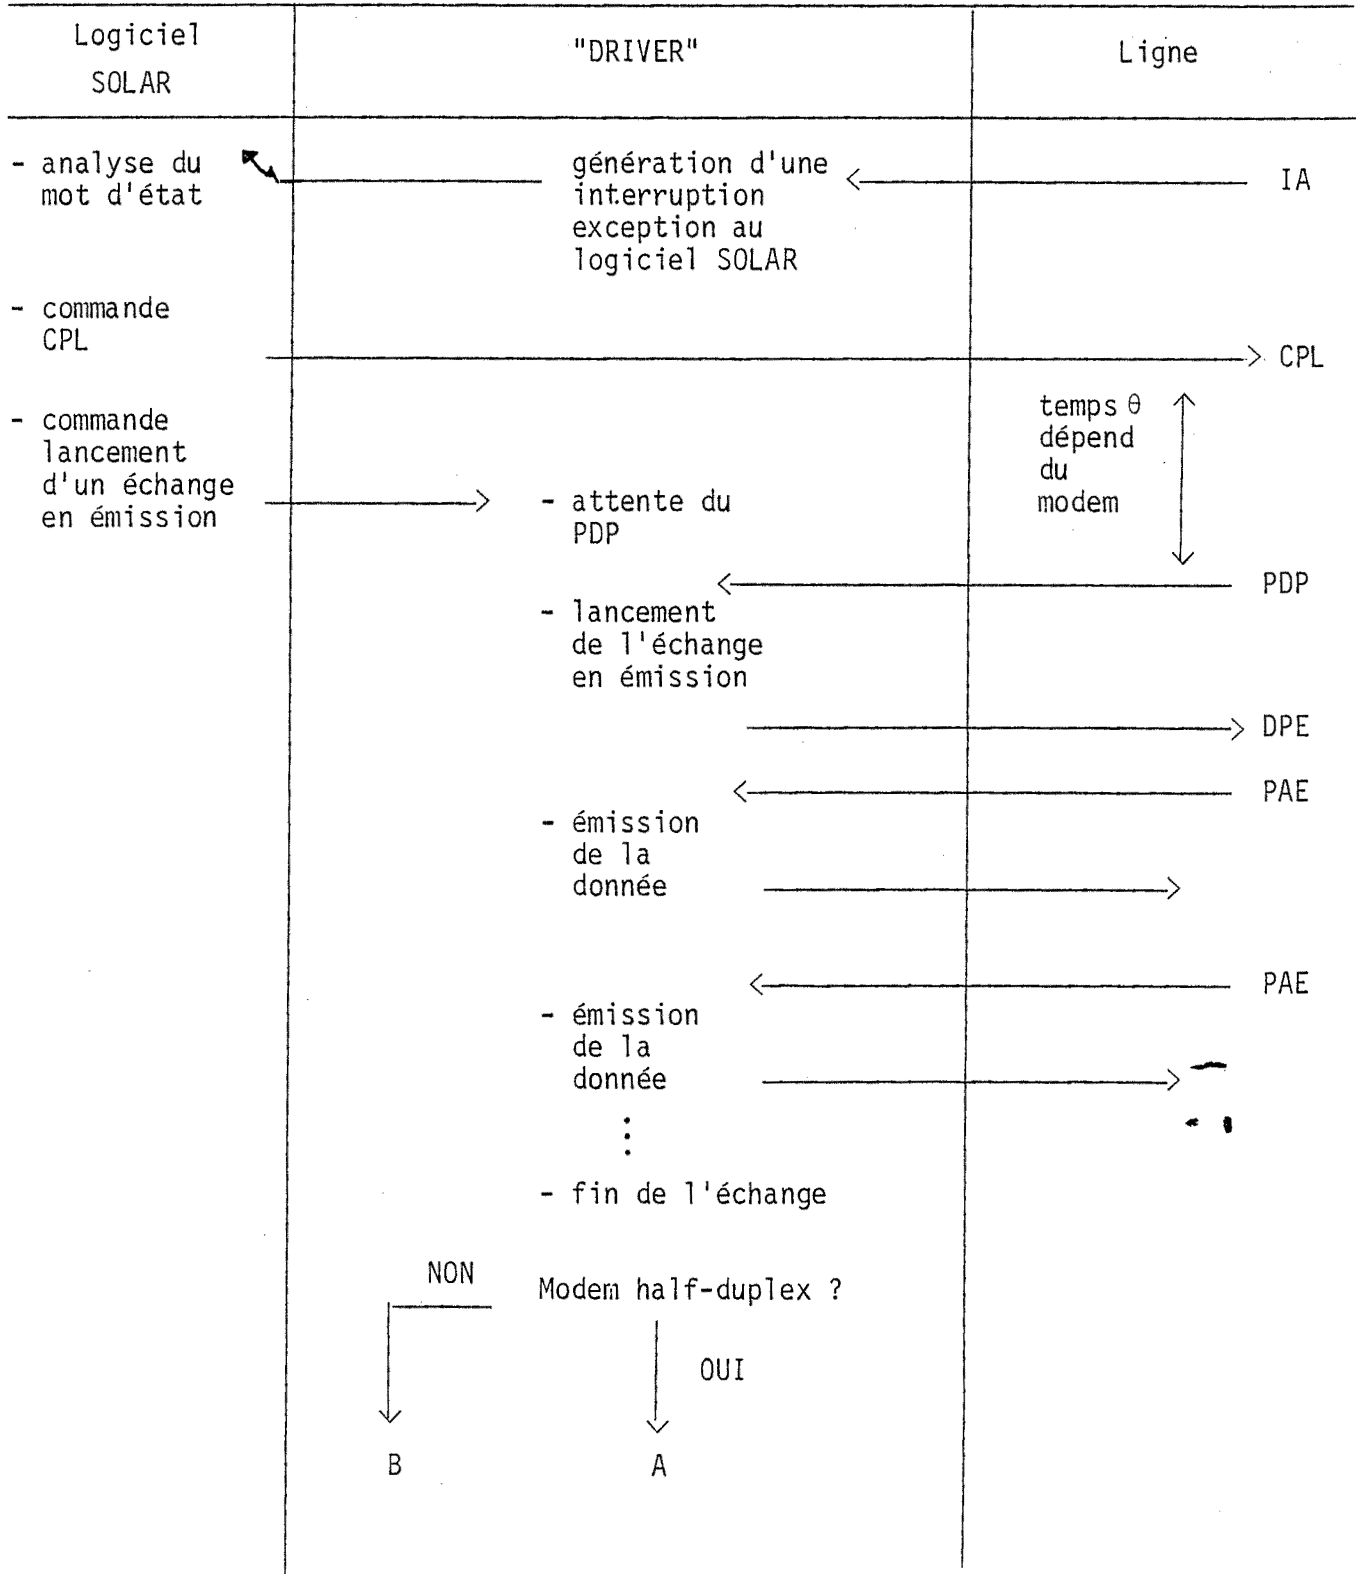 Logiciel
SOLAR
"DRIVER"
Ligne
- analyse du
mot d'état
génération d'une
interruption
exception au
logiciel SOLAR
IA
- commande
CPL
CPL
- commande
lancement
d'un échange
en émission
temps θ
dépend
du
modem
- attente du
PDP
PDP
- lancement
de l'échange
en émission
DPE
PAE
- émission
de la
donnée
PAE
- émission
de la
donnée
- fin de l'échange
NON
Modem half-duplex ?
OUI
B
A